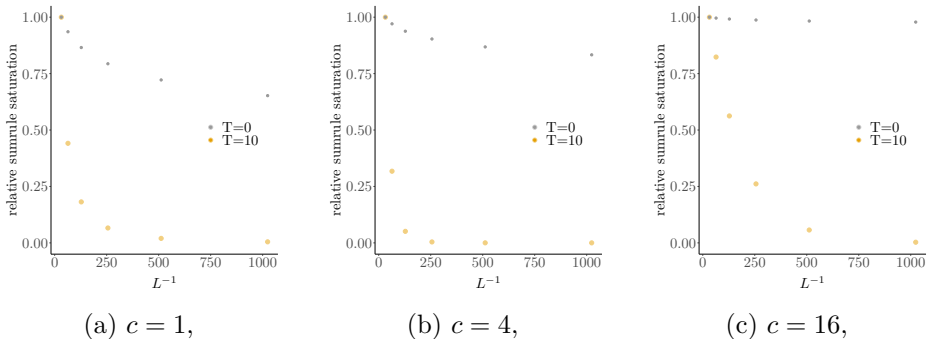 relative sumrule saturation
1.00
0.75
0.50
0.25
0.00
T=0
T=10
0 250 500 750 1000
L⁻¹
(a) c = 1,
relative sumrule saturation
1.00
0.75
0.50
0.25
0.00
T=0
T=10
0 250 500 750 1000
L⁻¹
(b) c = 4,
relative sumrule saturation
1.00
0.75
0.50
0.25
0.00
T=0
T=10
0 250 500 750 1000
L⁻¹
(c) c = 16,